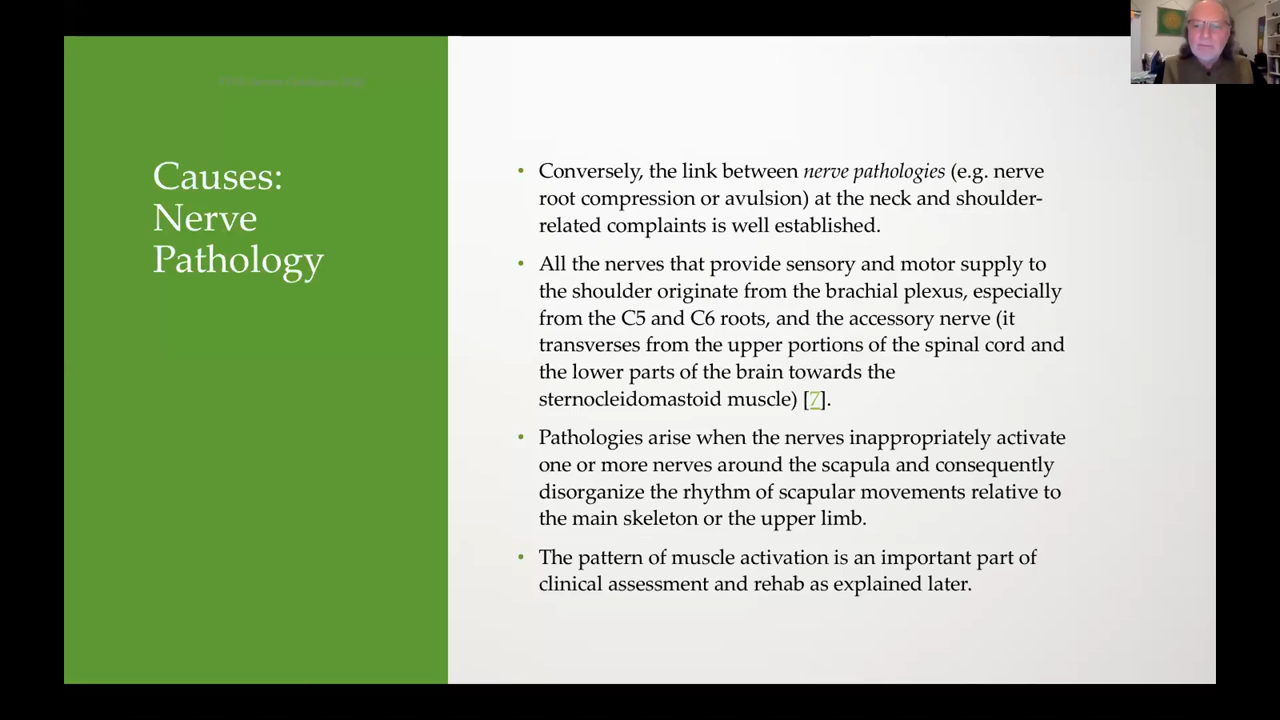 Causes:
Nerve
Pathology
• Conversely, the link between nerve pathologies (e.g. nerve
root compression or avulsion) at the neck and shoulder-
related complaints is well established.
• All the nerves that provide sensory and motor supply to
the shoulder originate from the brachial plexus, especially
from the C5 and C6 roots, and the accessory nerve (it
transverses from the upper portions of the spinal cord and
the lower parts of the brain towards the
sternocleidomastoid muscle) [7].
• Pathologies arise when the nerves inappropriately activate
one or more nerves around the scapula and consequently
disorganize the rhythm of scapular movements relative to
the main skeleton or the upper limb.
• The pattern of muscle activation is an important part of
clinical assessment and rehab as explained later.